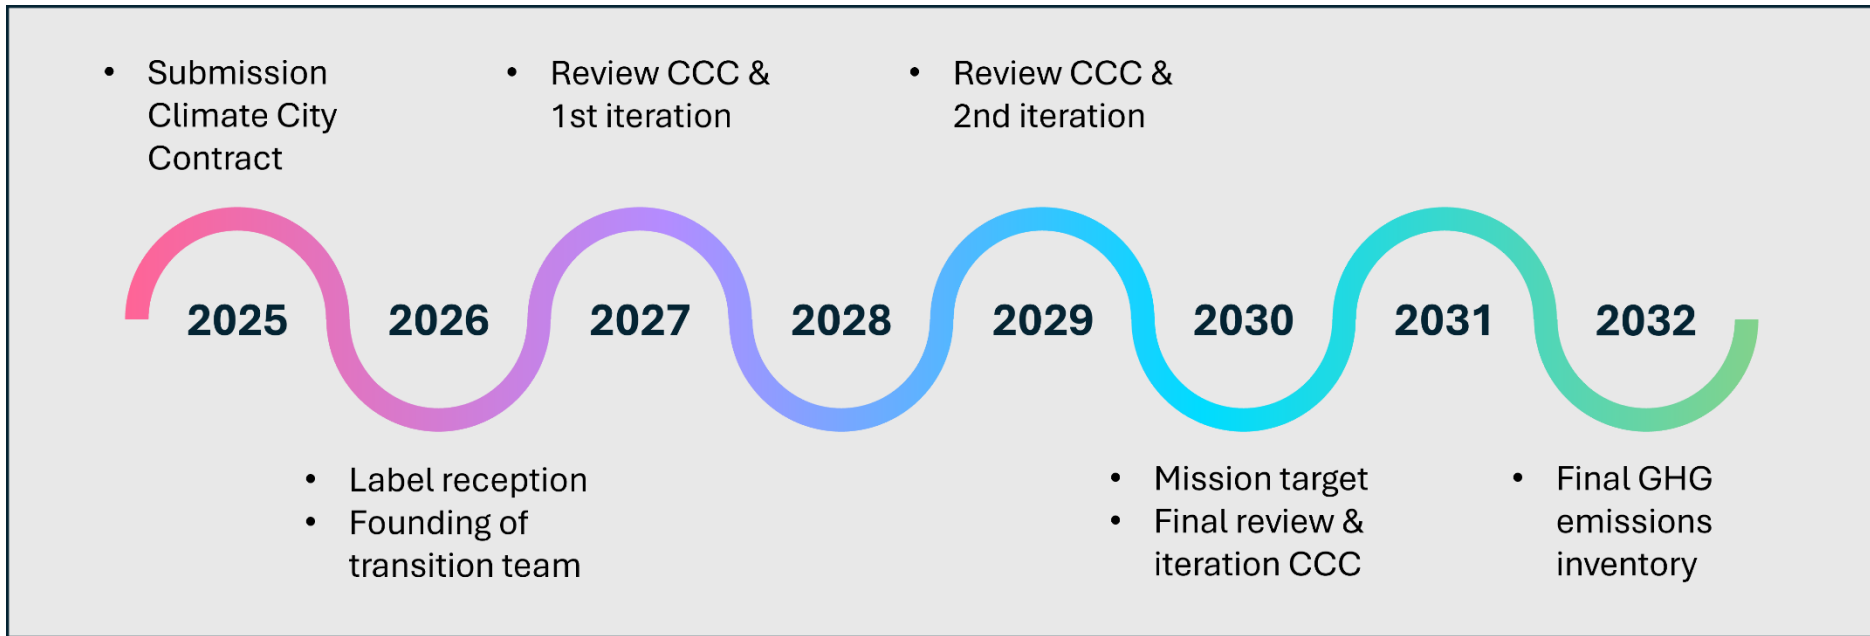 • Submission
Climate City
Contract
• Review CCC &
1st iteration
• Review CCC &
2nd iteration
2025
2026
2027
2028
2029
2030
2031
2032
• Label reception
• Founding of
transition team
• Mission target
• Final review &
iteration CCC
• Final GHG
emissions
inventory